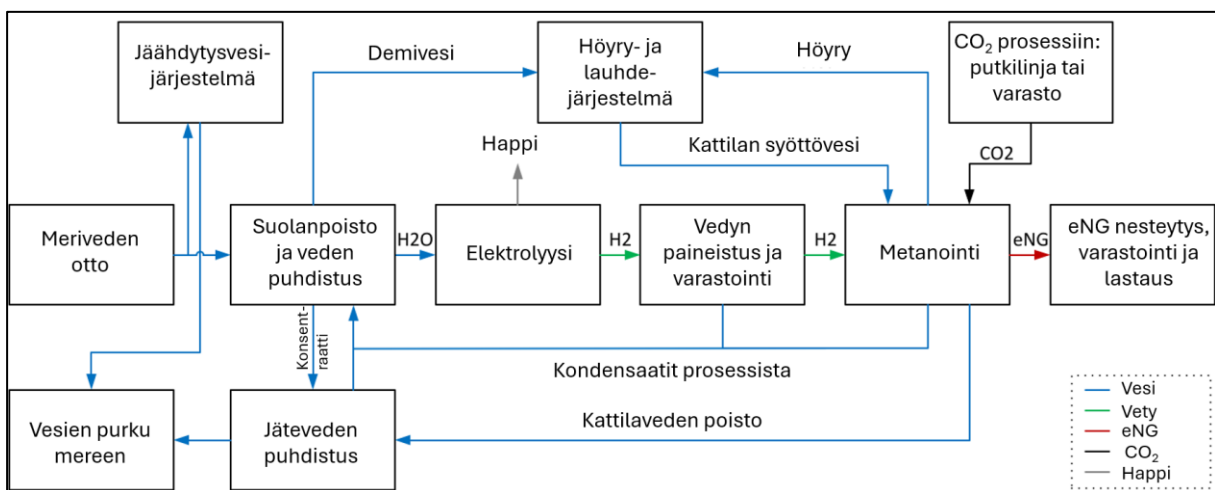 Jäähdytysvesi-
järjestelmä
Demivesi
Höyry- ja
lauhde-
järjestelmä
Höyry
CO₂ prosessiin:
putkilinja tai
varasto
Happi
Kattilan syöttövesi
CO2
Meriveden
otto
Suolanpoisto
ja veden
puhdistus
H2O
Elektrolyysi
H2
Vedyn
paineistus ja
varastointi
H2
Metanointi
eNG
eNG nesteytys,
varastointi ja
lastaus
Konsent-
raatti
Kondensaatit prosessista
Vesien purku
mereen
Jäteveden
puhdistus
Kattilaveden poisto
Vesi
Vety
eNG
CO₂
Happi